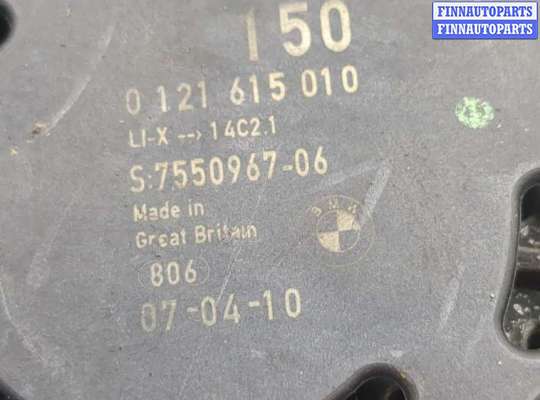 FINNAUTOPARTS
FINNAUTOPARTS
150
0 121 615 010
LI-X --> 14C2.1
S:7550967-06
Made in
Great Britain
BMW
806
07-04-10